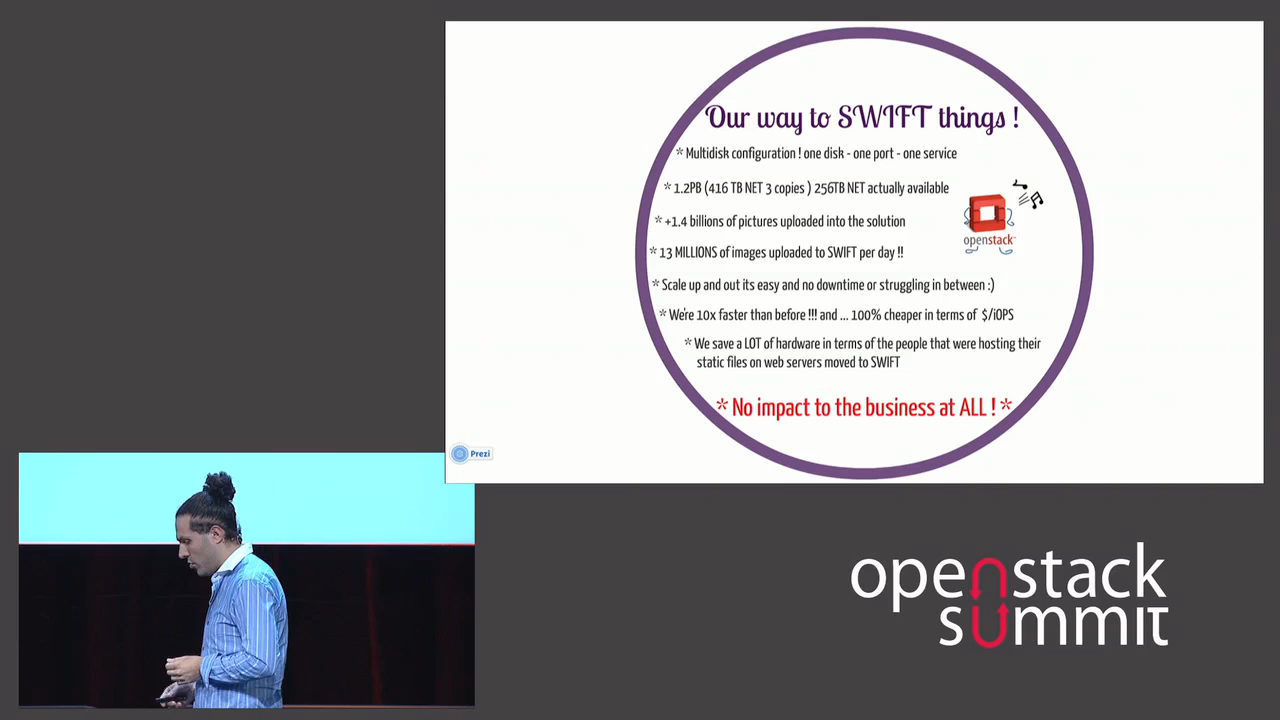 Our way to SWIFT things !
* Multidisk configuration ! one disk - one port - one service
* 1.2PB (416 TB NET 3 copies ) 256TB NET actually available
* +1.4 billions of pictures uploaded into the solution
* 13 MILLIONS of images uploaded to SWIFT per day !!
openstack™
* Scale up and out its easy and no downtime or struggling in between :)
* We're 10x faster than before !!! and ... 100% cheaper in terms of $/iOPS
* We save a LOT of hardware in terms of the people that were hosting their
static files on web servers moved to SWIFT
* No impact to the business at ALL ! *
Prezi
openstack
summit